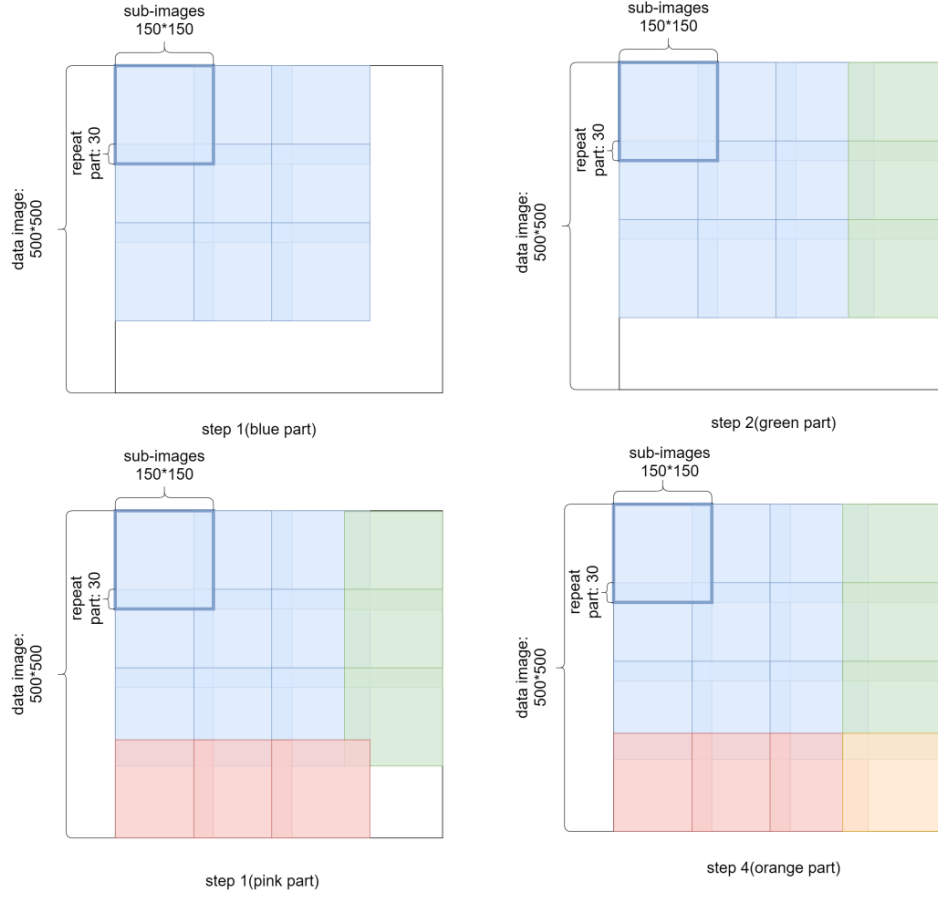 sub-images
150*150
repeat
part: 30
data image:
500*500
step 1(blue part)
sub-images
150*150
repeat
part: 30
data image:
500*500
step 2(green part)
sub-images
150*150
repeat
part: 30
data image:
500*500
step 1(pink part)
sub-images
150*150
repeat
part: 30
data image:
500*500
step 4(orange part)